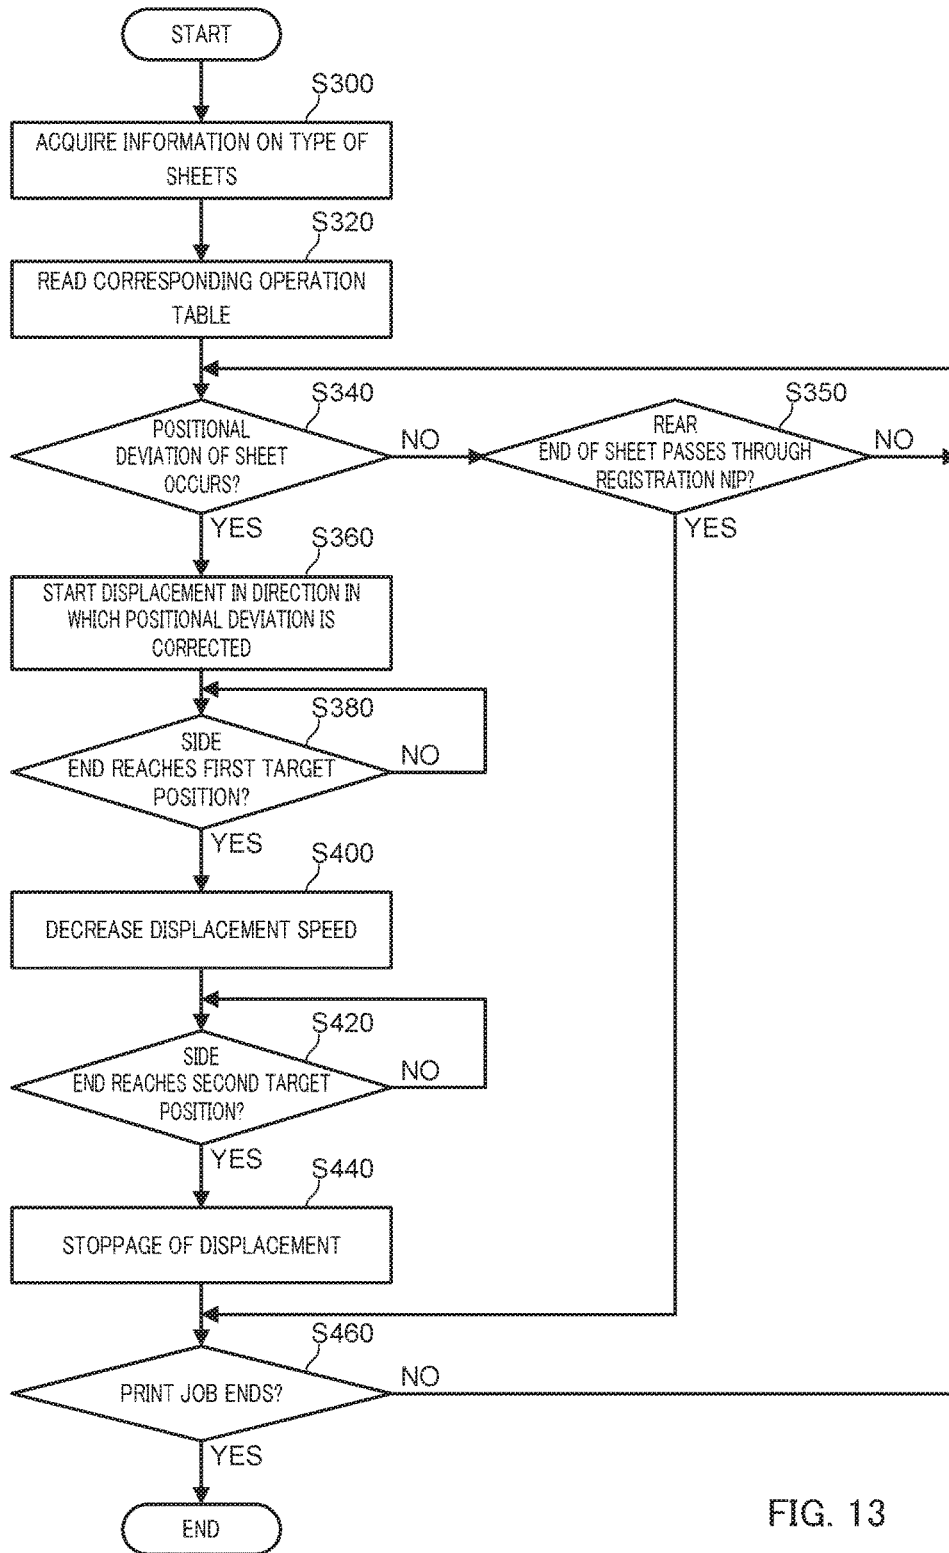 START
S300
ACQUIRE INFORMATION ON TYPE OF
SHEETS
S320
READ CORRESPONDING OPERATION
TABLE
S340
POSITIONAL
DEVIATION OF SHEET
OCCURS?
NO
YES
S350
REAR
END OF SHEET PASSES THROUGH
REGISTRATION NIP?
NO
YES
S360
START DISPLACEMENT IN DIRECTION IN
WHICH POSITIONAL DEVIATION IS
CORRECTED
S380
SIDE
END REACHES FIRST TARGET
POSITION?
NO
YES
S400
DECREASE DISPLACEMENT SPEED
S420
SIDE
END REACHES SECOND TARGET
POSITION?
NO
YES
S440
STOPPAGE OF DISPLACEMENT
S460
PRINT JOB ENDS?
NO
YES
END
FIG. 13